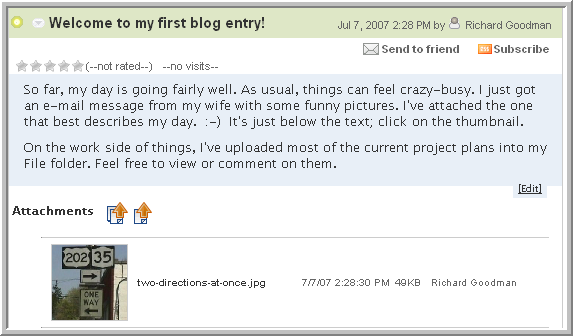 Welcome to my first blog entry! Jul 7, 2007 2:28 PM by Richard Goodman
Send to friend Subscribe
(--not rated--) --no visits--
So far, my day is going fairly well. As usual, things can feel crazy-busy. I just got
an e-mail message from my wife with some funny pictures. I've attached the one
that best describes my day. :-) It's just below the text; click on the thumbnail.
On the work side of things, I've uploaded most of the current project plans into my
File folder. Feel free to view or comment on them.
[Edit]
Attachments
202 35
ONE
WAY
two-directions-at-once.jpg 7/7/07 2:28:30 PM 49KB Richard Goodman